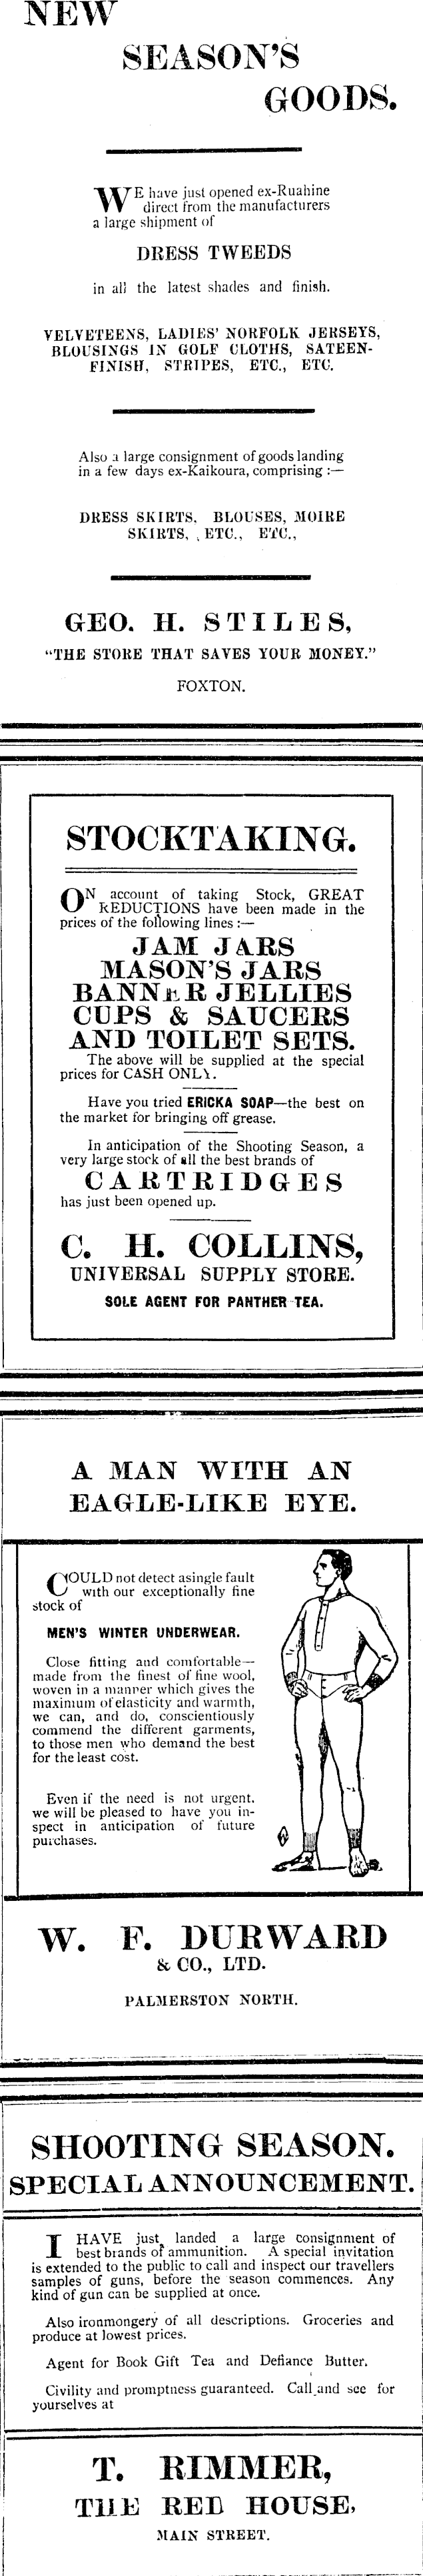 NEW
SEASON'S
GOODS.
WE have just opened ex-Ruahine
direct from the manufacturers
a large shipment of
DRESS TWEEDS
in all the latest shades and finish.
VELVETEENS, LADIES' NORFOLK JERSEYS,
BLOUSINGS IN GOLF CLOTHS, SATEEN-
FINISH, STRIPES, ETC., ETC.
Also a large consignment of goods landing
in a few days ex-Kaikoura, comprising :—
DRESS SKIRTS, BLOUSES, MOIRE
SKIRTS, ETC., ETC.,
GEO. H. STILES,
"THE STORE THAT SAVES YOUR MONEY."
FOXTON.
STOCKTAKING.
ON account of taking Stock, GREAT
REDUCTIONS have been made in the
prices of the following lines :—
JAM JARS
MASON'S JARS
BANNER JELLIES
CUPS & SAUCERS
AND TOILET SETS.
The above will be supplied at the special
prices for CASH ONLY.
Have you tried ERICKA SOAP—the best on
the market for bringing off grease.
In anticipation of the Shooting Season, a
very large stock of all the best brands of
CARTRIDGES
has just been opened up.
C. H. COLLINS,
UNIVERSAL SUPPLY STORE.
SOLE AGENT FOR PANTHER TEA.
A MAN WITH AN
EAGLE-LIKE EYE.
COULD not detect a single fault
with our exceptionally fine
stock of
MEN'S WINTER UNDERWEAR.
Close fitting and comfortable—
made from the finest of fine wool,
woven in a manner which gives the
maximum of elasticity and warmth,
we can, and do, conscientiously
commend the different garments,
to those men who demand the best
for the least cost.
Even if the need is not urgent,
we will be pleased to have you in-
spect in anticipation of future
purchases.
W. F. DURWARD
& CO., LTD.
PALMERSTON NORTH.
SHOOTING SEASON.
SPECIAL ANNOUNCEMENT.
I HAVE just landed a large consignment of
best brands of ammunition. A special invitation
is extended to the public to call and inspect our travellers
samples of guns, before the season commences. Any
kind of gun can be supplied at once.
Also ironmongery of all descriptions. Groceries and
produce at lowest prices.
Agent for Book Gift Tea and Defiance Butter.
Civility and promptness guaranteed. Call and see for
yourselves at
T. RIMMER,
THE RED HOUSE,
MAIN STREET.